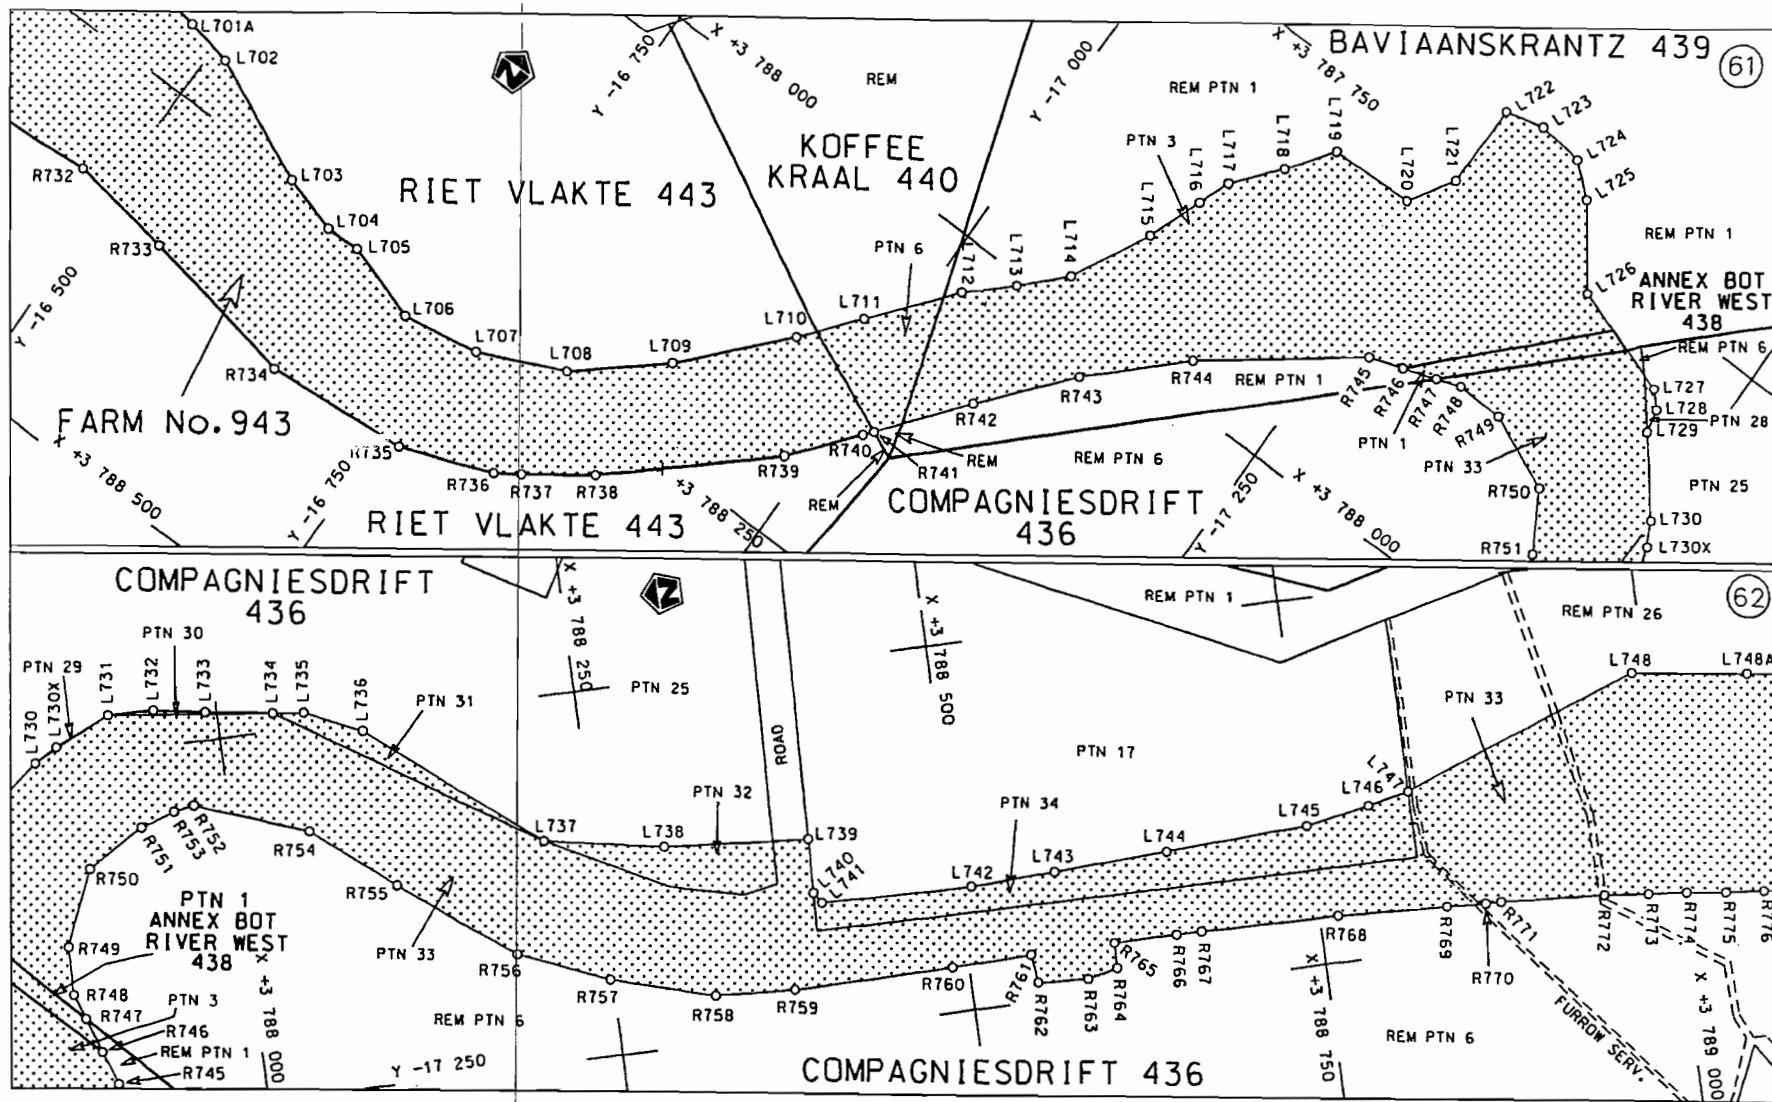 L701A
L702
L703
L704
L705
L706
L707
L708
L709
L710
L711
L712
L713
L714
L715
L716
L717
L718
L719
L720
L721
L722
L723
L724
L725
L726
L727
L728
L729
L730
L730X
R732
R733
R734
R735
R736
R737
R738
R739
R740
R741
R742
R743
R744
R745
R746
R747
R748
R749
R750
R751
RIET VLAKTE 443
KOFFEE
KRAAL 440
REM
PTN 6
PTN 3
REM PTN 1
BAVIAANSKRANTZ 439
61
REM PTN 1
ANNEX BOT
RIVER WEST
438
REM PTN 6
PTN 28
PTN 25
FARM No.943
RIET VLAKTE 443
REM
REM
REM PTN 1
REM PTN 6
PTN 1
PTN 33
COMPAGNIESDRIFT
436
Y -16 500
X +3 788 500
Y -16 750
Y -16 750
X +3 788 000
+3 788 250
Y -17 000
X +3 787 750
Y -17 250
X +3 788 000
N
COMPAGNIESDRIFT
436
N
62
PTN 29
PTN 30
L730
L730X
L731
L732
L733
L734
L735
L736
PTN 31
X +3 788 250
PTN 25
ROAD
X +3 788 500
REM PTN 1
REM PTN 26
PTN 17
PTN 33
L748
L748A
L737
L738
PTN 32
L739
L740
L741
L742
PTN 34
L743
L744
L745
L746
L747
R750
R751
R753
R752
R754
R755
R749
PTN 1
ANNEX BOT
RIVER WEST
438
PTN 33
R748
R747
PTN 3
R746
REM PTN 1
R745
X +3 788 000
R756
R757
R758
R759
R760
R761
R762
R763
R764
R765
R766
R767
R768
R769
R770
R771
R772
R773
R774
R775
R776
REM PTN 6
Y -17 250
COMPAGNIESDRIFT 436
X +3 788 750
REM PTN 6
FURROW SERV.
X +3 789 000